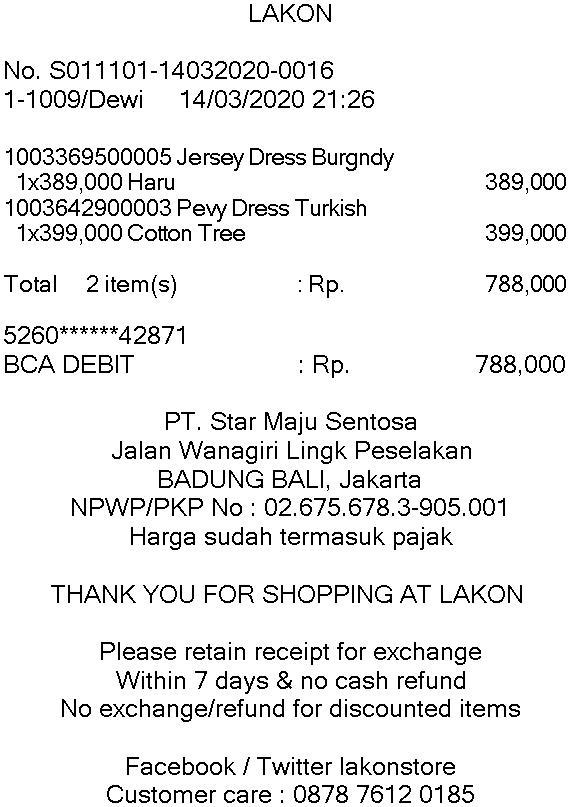 LAKON
No. S011101-14032020-0016
1-1009/Dewi 14/03/2020 21:26
1003369500005 Jersey Dress Burgndy
1x389,000 Haru 389,000
1003642900003 Pevy Dress Turkish
1x399,000 Cotton Tree 399,000
Total 2 item(s) : Rp. 788,000
5260******42871
BCA DEBIT : Rp. 788,000
PT. Star Maju Sentosa
Jalan Wanagiri Lingk Peselakan
BADUNG BALI, Jakarta
NPWP/PKP No : 02.675.678.3-905.001
Harga sudah termasuk pajak
THANK YOU FOR SHOPPING AT LAKON
Please retain receipt for exchange
Within 7 days & no cash refund
No exchange/refund for discounted items
Facebook / Twitter lakonstore
Customer care : 0878 7612 0185